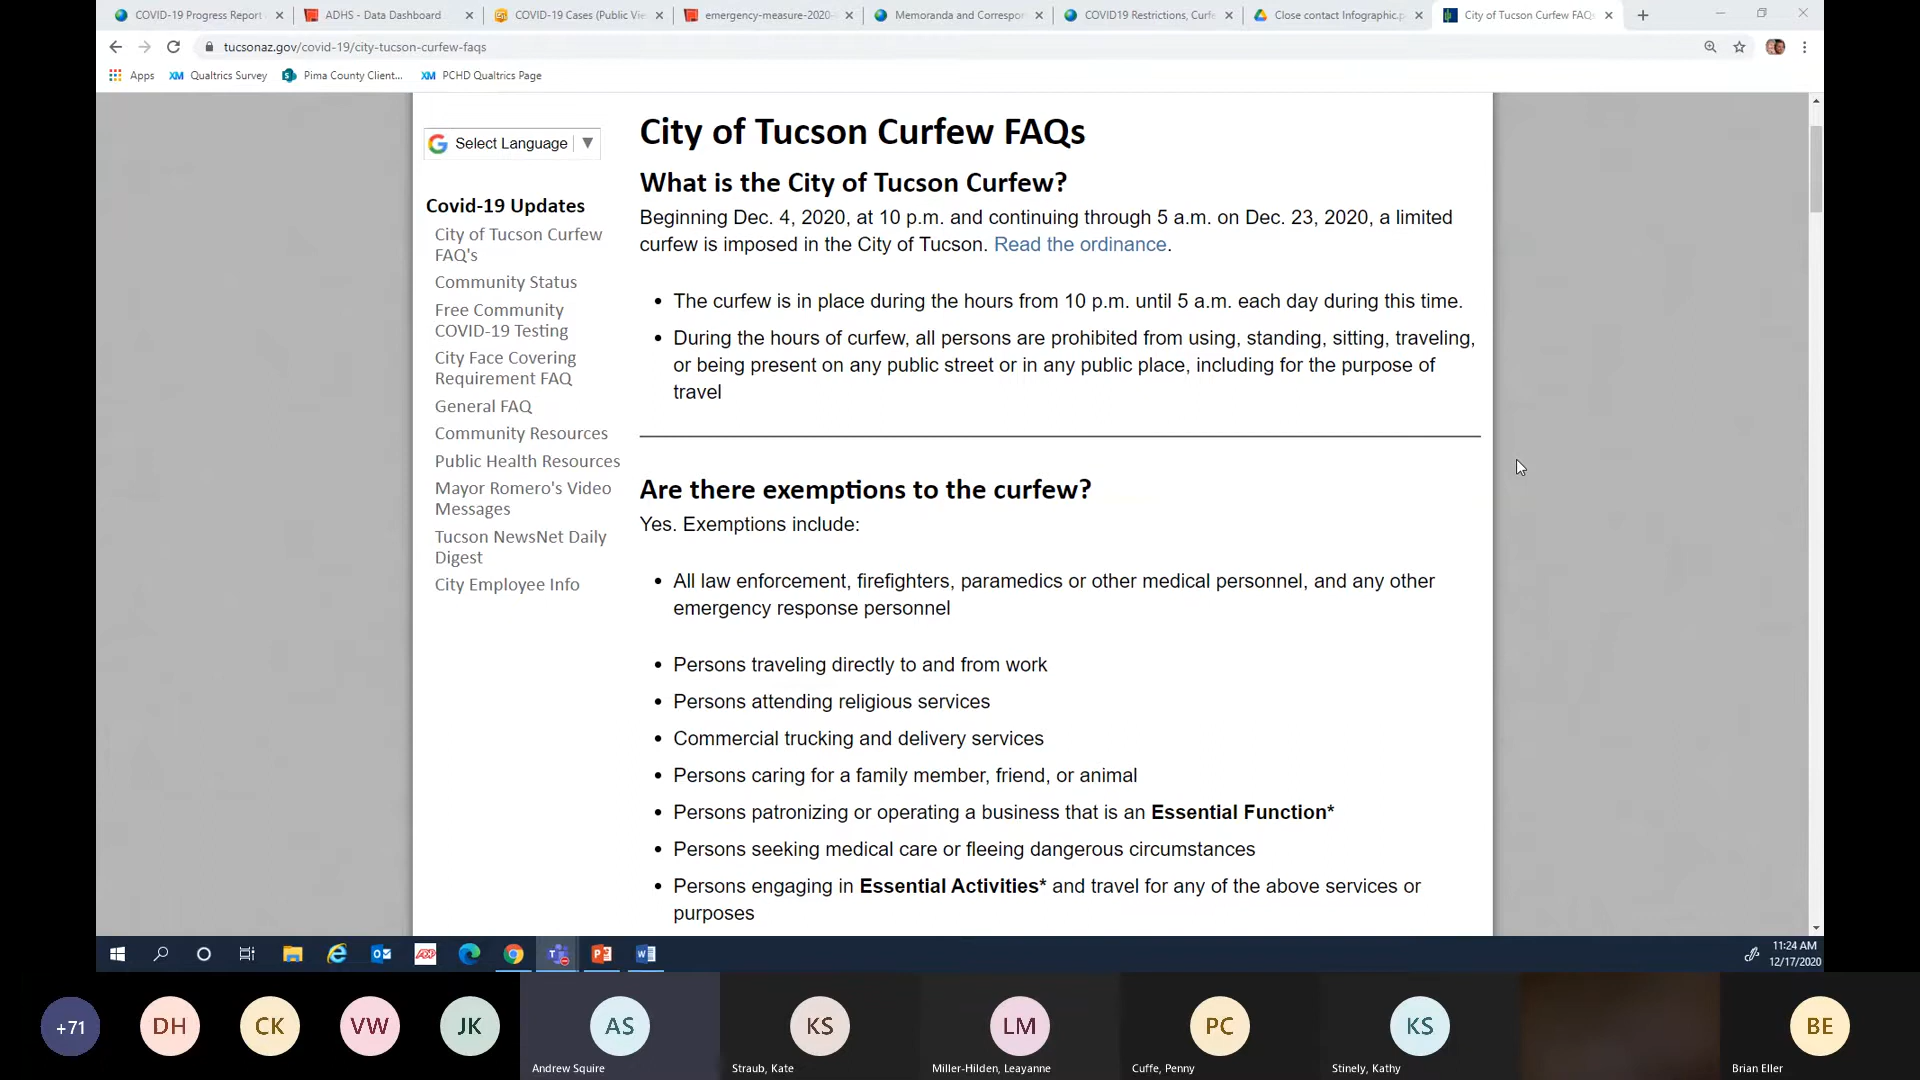 COVID-19 Progress Report
ADHS - Data Dashboard
COVID-19 Cases (Public Vie
emergency-measure-2020-
Memoranda and Correspon
COVID19 Restrictions, Curfe
Close contact Infographic.p
City of Tucson Curfew FAQ
tucsonaz.gov/covid-19/city-tucson-curfew-faqs
Apps
XM Qualtrics Survey
Pima County Client...
XM PCHD Qualtrics Page
G Select Language ▼
Covid-19 Updates
City of Tucson Curfew
FAQ's
Community Status
Free Community
COVID-19 Testing
City Face Covering
Requirement FAQ
General FAQ
Community Resources
Public Health Resources
Mayor Romero's Video
Messages
Tucson NewsNet Daily
Digest
City Employee Info
City of Tucson Curfew FAQs
What is the City of Tucson Curfew?
Beginning Dec. 4, 2020, at 10 p.m. and continuing through 5 a.m. on Dec. 23, 2020, a limited
curfew is imposed in the City of Tucson. Read the ordinance.
• The curfew is in place during the hours from 10 p.m. until 5 a.m. each day during this time.
• During the hours of curfew, all persons are prohibited from using, standing, sitting, traveling,
or being present on any public street or in any public place, including for the purpose of
travel
Are there exemptions to the curfew?
Yes. Exemptions include:
• All law enforcement, firefighters, paramedics or other medical personnel, and any other
emergency response personnel
• Persons traveling directly to and from work
• Persons attending religious services
• Commercial trucking and delivery services
• Persons caring for a family member, friend, or animal
• Persons patronizing or operating a business that is an Essential Function*
• Persons seeking medical care or fleeing dangerous circumstances
• Persons engaging in Essential Activities* and travel for any of the above services or
purposes
11:24 AM
12/17/2020
+71
DH
CK
VW
JK
AS
Andrew Squire
KS
Straub, Kate
LM
Miller-Hilden, Leayanne
PC
Cuffe, Penny
KS
Stinely, Kathy
BE
Brian Eller